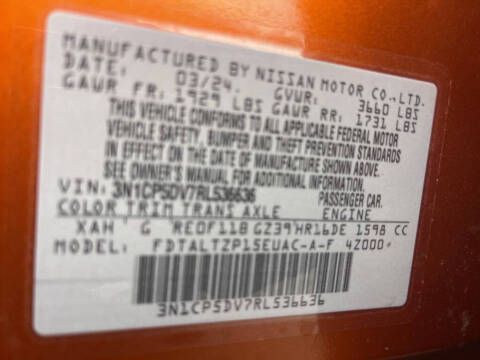 MANUFACTURED BY NISSAN MOTOR CO.,LTD.
DATE: 03/24 GVWR: 3660 LBS
GAWR FR: 1929 LBS GAWR RR: 1731 LBS
THIS VEHICLE CONFORMS TO ALL APPLICABLE FEDERAL MOTOR
VEHICLE SAFETY, BUMPER AND THEFT PREVENTION STANDARDS
IN EFFECT ON THE DATE OF MANUFACTURE SHOWN ABOVE.
SEE OWNER'S MANUAL FOR ADDITIONAL INFORMATION.
VIN: 3N1CP5DV7RL536636 PASSENGER CAR.
COLOR TRIM TRANS AXLE ENGINE
XAH G RE0F11B GZ39 HR16DE 1598 CC
MODEL: FDTALTZP15EUAC-A-F 4Z000
3N1CP5DV7RL536636